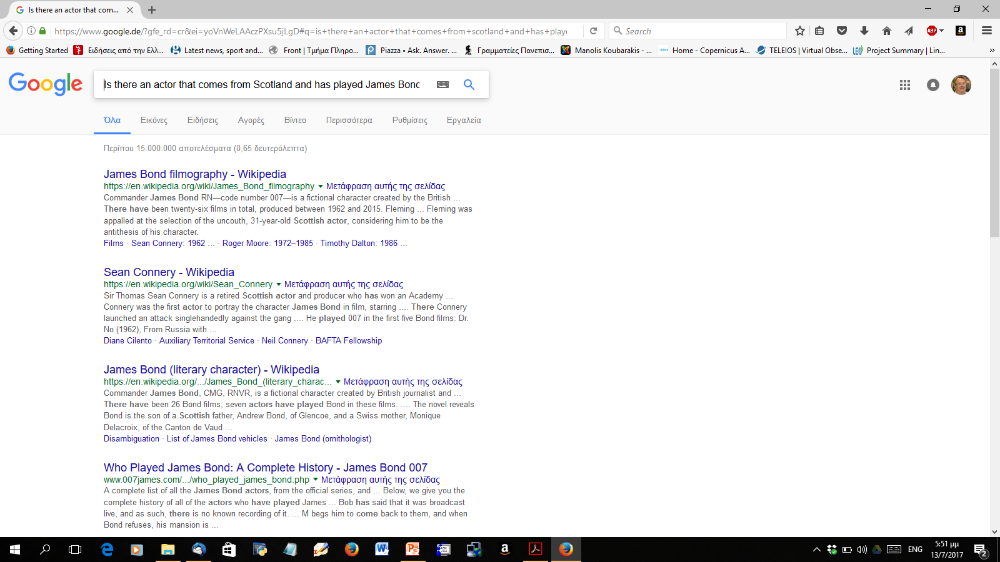 Is there an actor that com...
https://www.google.de/?gfe_rd=cr&ei=yoVnWeLAAczPXsu5jLgD#q=is+there+an+actor+that+comes+from+scotland+and+has+playe
Search
ABP
Getting Started
Ειδήσεις από την Ελλ...
Latest news, sport and...
Front | Τμήμα Πληρο...
Piazza • Ask. Answer. ...
Γραμματείες Πανεπισ...
Manolis Koubarakis - ...
Home - Copernicus A...
TELEIOS | Virtual Obse...
Project Summary | Lin...
Google
Is there an actor that comes from Scotland and has played James Bond
Όλα Εικόνες Ειδήσεις Αγορές Βίντεο Περισσότερα Ρυθμίσεις Εργαλεία
Περίπου 15.000.000 αποτελέσματα (0,65 δευτερόλεπτα)
James Bond filmography - Wikipedia
https://en.wikipedia.org/wiki/James_Bond_filmography Μετάφραση αυτής της σελίδας
Commander James Bond RN—code number 007—is a fictional character created by the British ...
There have been twenty-six films in total, produced between 1962 and 2015. Fleming ... Fleming was
appalled at the selection of the uncouth, 31-year-old Scottish actor, considering him to be the
antithesis of his character.
Films · Sean Connery: 1962 ... · Roger Moore: 1972–1985 · Timothy Dalton: 1986 ...
Sean Connery - Wikipedia
https://en.wikipedia.org/wiki/Sean_Connery Μετάφραση αυτής της σελίδας
Sir Thomas Sean Connery is a retired Scottish actor and producer who has won an Academy ...
Connery was the first actor to portray the character James Bond in film, starring .... There Connery
launched an attack singlehandedly against the gang .... He played 007 in the first five Bond films: Dr.
No (1962), From Russia with ...
Diane Cilento · Auxiliary Territorial Service · Neil Connery · BAFTA Fellowship
James Bond (literary character) - Wikipedia
https://en.wikipedia.org/.../James_Bond_(literary_charac... Μετάφραση αυτής της σελίδας
Commander James Bond, CMG, RNVR, is a fictional character created by British journalist and ...
There have been 26 Bond films; seven actors have played Bond in these films. .... The novel reveals
Bond is the son of a Scottish father, Andrew Bond, of Glencoe, and a Swiss mother, Monique
Delacroix, of the Canton de Vaud ...
Disambiguation · List of James Bond vehicles · James Bond (ornithologist)
Who Played James Bond: A Complete History - James Bond 007
www.007james.com/.../who_played_james_bond.php Μετάφραση αυτής της σελίδας
A complete list of all the James Bond actors, from the official series, and ... Below, we give you the
complete history of all of the actors who have played James ... Bob has said that it was broadcast
live, and as such, there is no known recording of it. ... M begs him to come back to them, and when
Bond refuses, his mansion is ...
ENG
5:51 μμ
13/7/2017
2